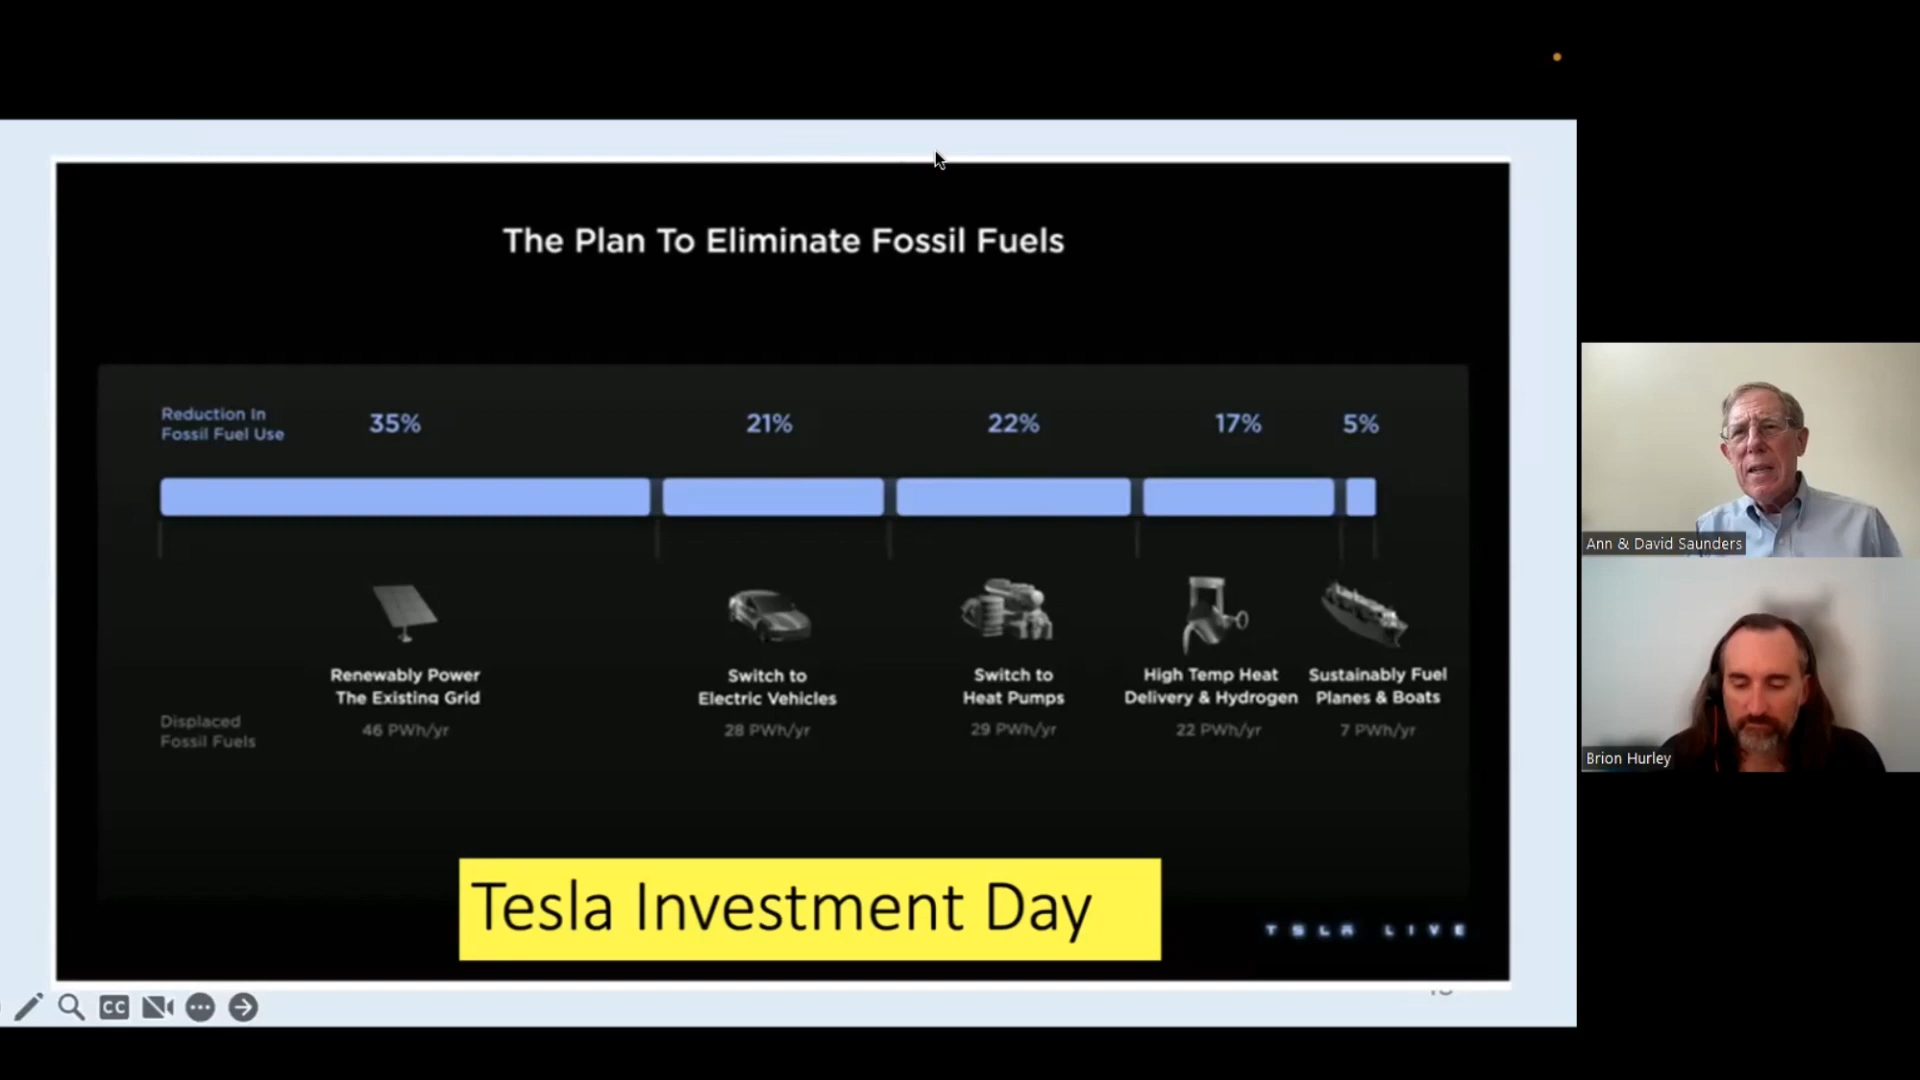 The Plan To Eliminate Fossil Fuels
Reduction In
Fossil Fuel Use
35%
21%
22%
17%
5%
Renewably Power
The Existing Grid
46 PWh/yr
Switch to
Electric Vehicles
28 PWh/yr
Switch to
Heat Pumps
29 PWh/yr
High Temp Heat
Delivery & Hydrogen
22 PWh/yr
Sustainably Fuel
Planes & Boats
7 PWh/yr
Displaced
Fossil Fuels
Tesla Investment Day
TSLA LIVE
CC
Ann & David Saunders
Brion Hurley